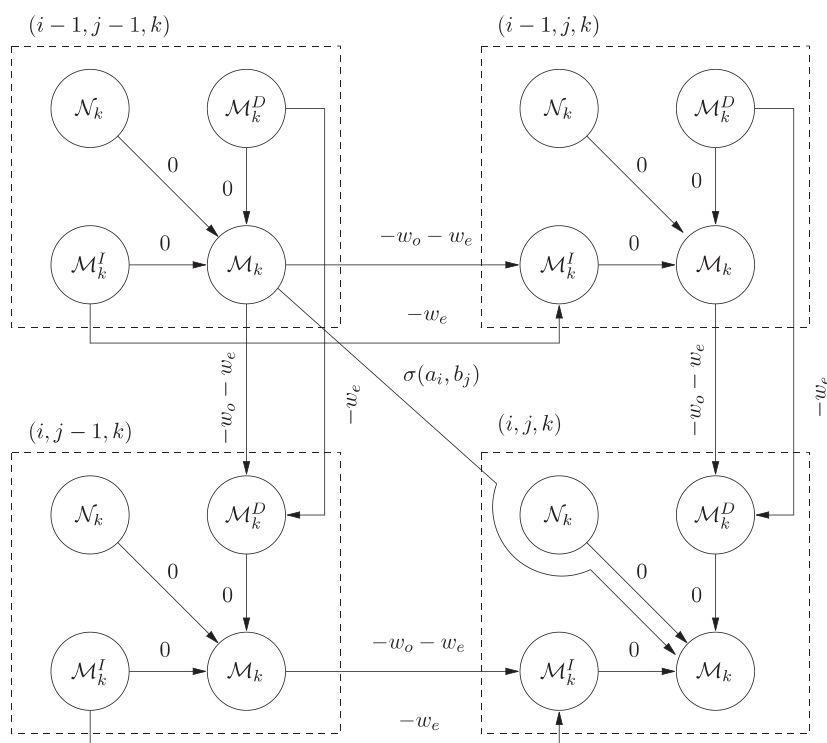 (i − 1, j − 1, k)
(i − 1, j, k)
𝒩_k
ℳ_k^D
𝒩_k
ℳ_k^D
0
0
0
0
ℳ_k^I
0
ℳ_k
−w_o − w_e
ℳ_k^I
0
ℳ_k
−w_e
−w_o − w_e
−w_e
σ(a_i, b_j)
−w_o − w_e
−w_e
(i, j − 1, k)
(i, j, k)
𝒩_k
ℳ_k^D
𝒩_k
ℳ_k^D
0
0
0
0
ℳ_k^I
0
ℳ_k
−w_o − w_e
ℳ_k^I
0
ℳ_k
−w_e